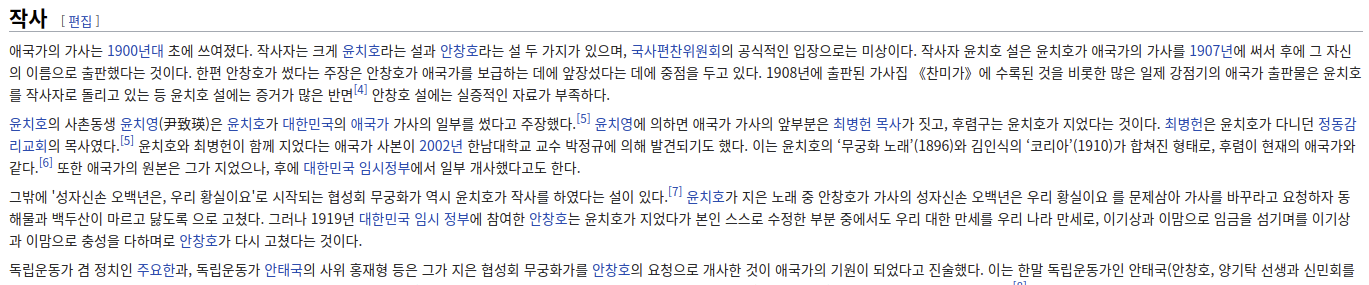 작사 [ 편집 ]
애국가의 가사는 1900년대 초에 쓰여졌다. 작사자는 크게 윤치호라는 설과 안창호라는 설 두 가지가 있으며, 국사편찬위원회의 공식적인 입장으로는 미상이다. 작사자 윤치호 설은 윤치호가 애국가의 가사를 1907년에 써서 후에 그 자신
의 이름으로 출판했다는 것이다. 한편 안창호가 썼다는 주장은 안창호가 애국가를 보급하는 데에 앞장섰다는 데에 중점을 두고 있다. 1908년에 출판된 가사집 《찬미가》에 수록된 것을 비롯한 많은 일제 강점기의 애국가 출판물은 윤치호
를 작사자로 돌리고 있는 등 윤치호 설에는 증거가 많은 반면[4] 안창호 설에는 실증적인 자료가 부족하다.
윤치호의 사촌동생 윤치영(尹致暎)은 윤치호가 대한민국의 애국가 가사의 일부를 썼다고 주장했다.[5] 윤치영에 의하면 애국가 가사의 앞부분은 최병헌 목사가 짓고, 후렴구는 윤치호가 지었다는 것이다. 최병헌은 윤치호가 다니던 정동감
리교회의 목사였다.[5] 윤치호와 최병헌이 함께 지었다는 애국가 사본이 2002년 한남대학교 교수 박정규에 의해 발견되기도 했다. 이는 윤치호의 '무궁화 노래'(1896)와 김인식의 '코리아'(1910)가 합쳐진 형태로, 후렴이 현재의 애국가와
같다.[6] 또한 애국가의 원본은 그가 지었으나, 후에 대한민국 임시정부에서 일부 개사했다고도 한다.
그밖에 '성자신손 오백년은, 우리 황실이요'로 시작되는 협성회 무궁화가 역시 윤치호가 작사를 하였다는 설이 있다.[7] 윤치호가 지은 노래 중 안창호가 가사의 성자신손 오백년은 우리 황실이요 를 문제삼아 가사를 바꾸라고 요청하자 동
해물과 백두산이 마르고 닳도록 으로 고쳤다. 그러나 1919년 대한민국 임시 정부에 참여한 안창호는 윤치호가 지었다가 본인 스스로 수정한 부분 중에서도 우리 대한 만세를 우리 나라 만세로, 이기상과 이맘으로 임금을 섬기며를 이기상
과 이맘으로 충성을 다하며로 안창호가 다시 고쳤다는 것이다.
독립운동가 겸 정치인 주요한과, 독립운동가 안태국의 사위 홍재형 등은 그가 지은 협성회 무궁화가를 안창호의 요청으로 개사한 것이 애국가의 기원이 되었다고 진술했다. 이는 한말 독립운동가인 안태국(안창호, 양기탁 선생과 신민회를